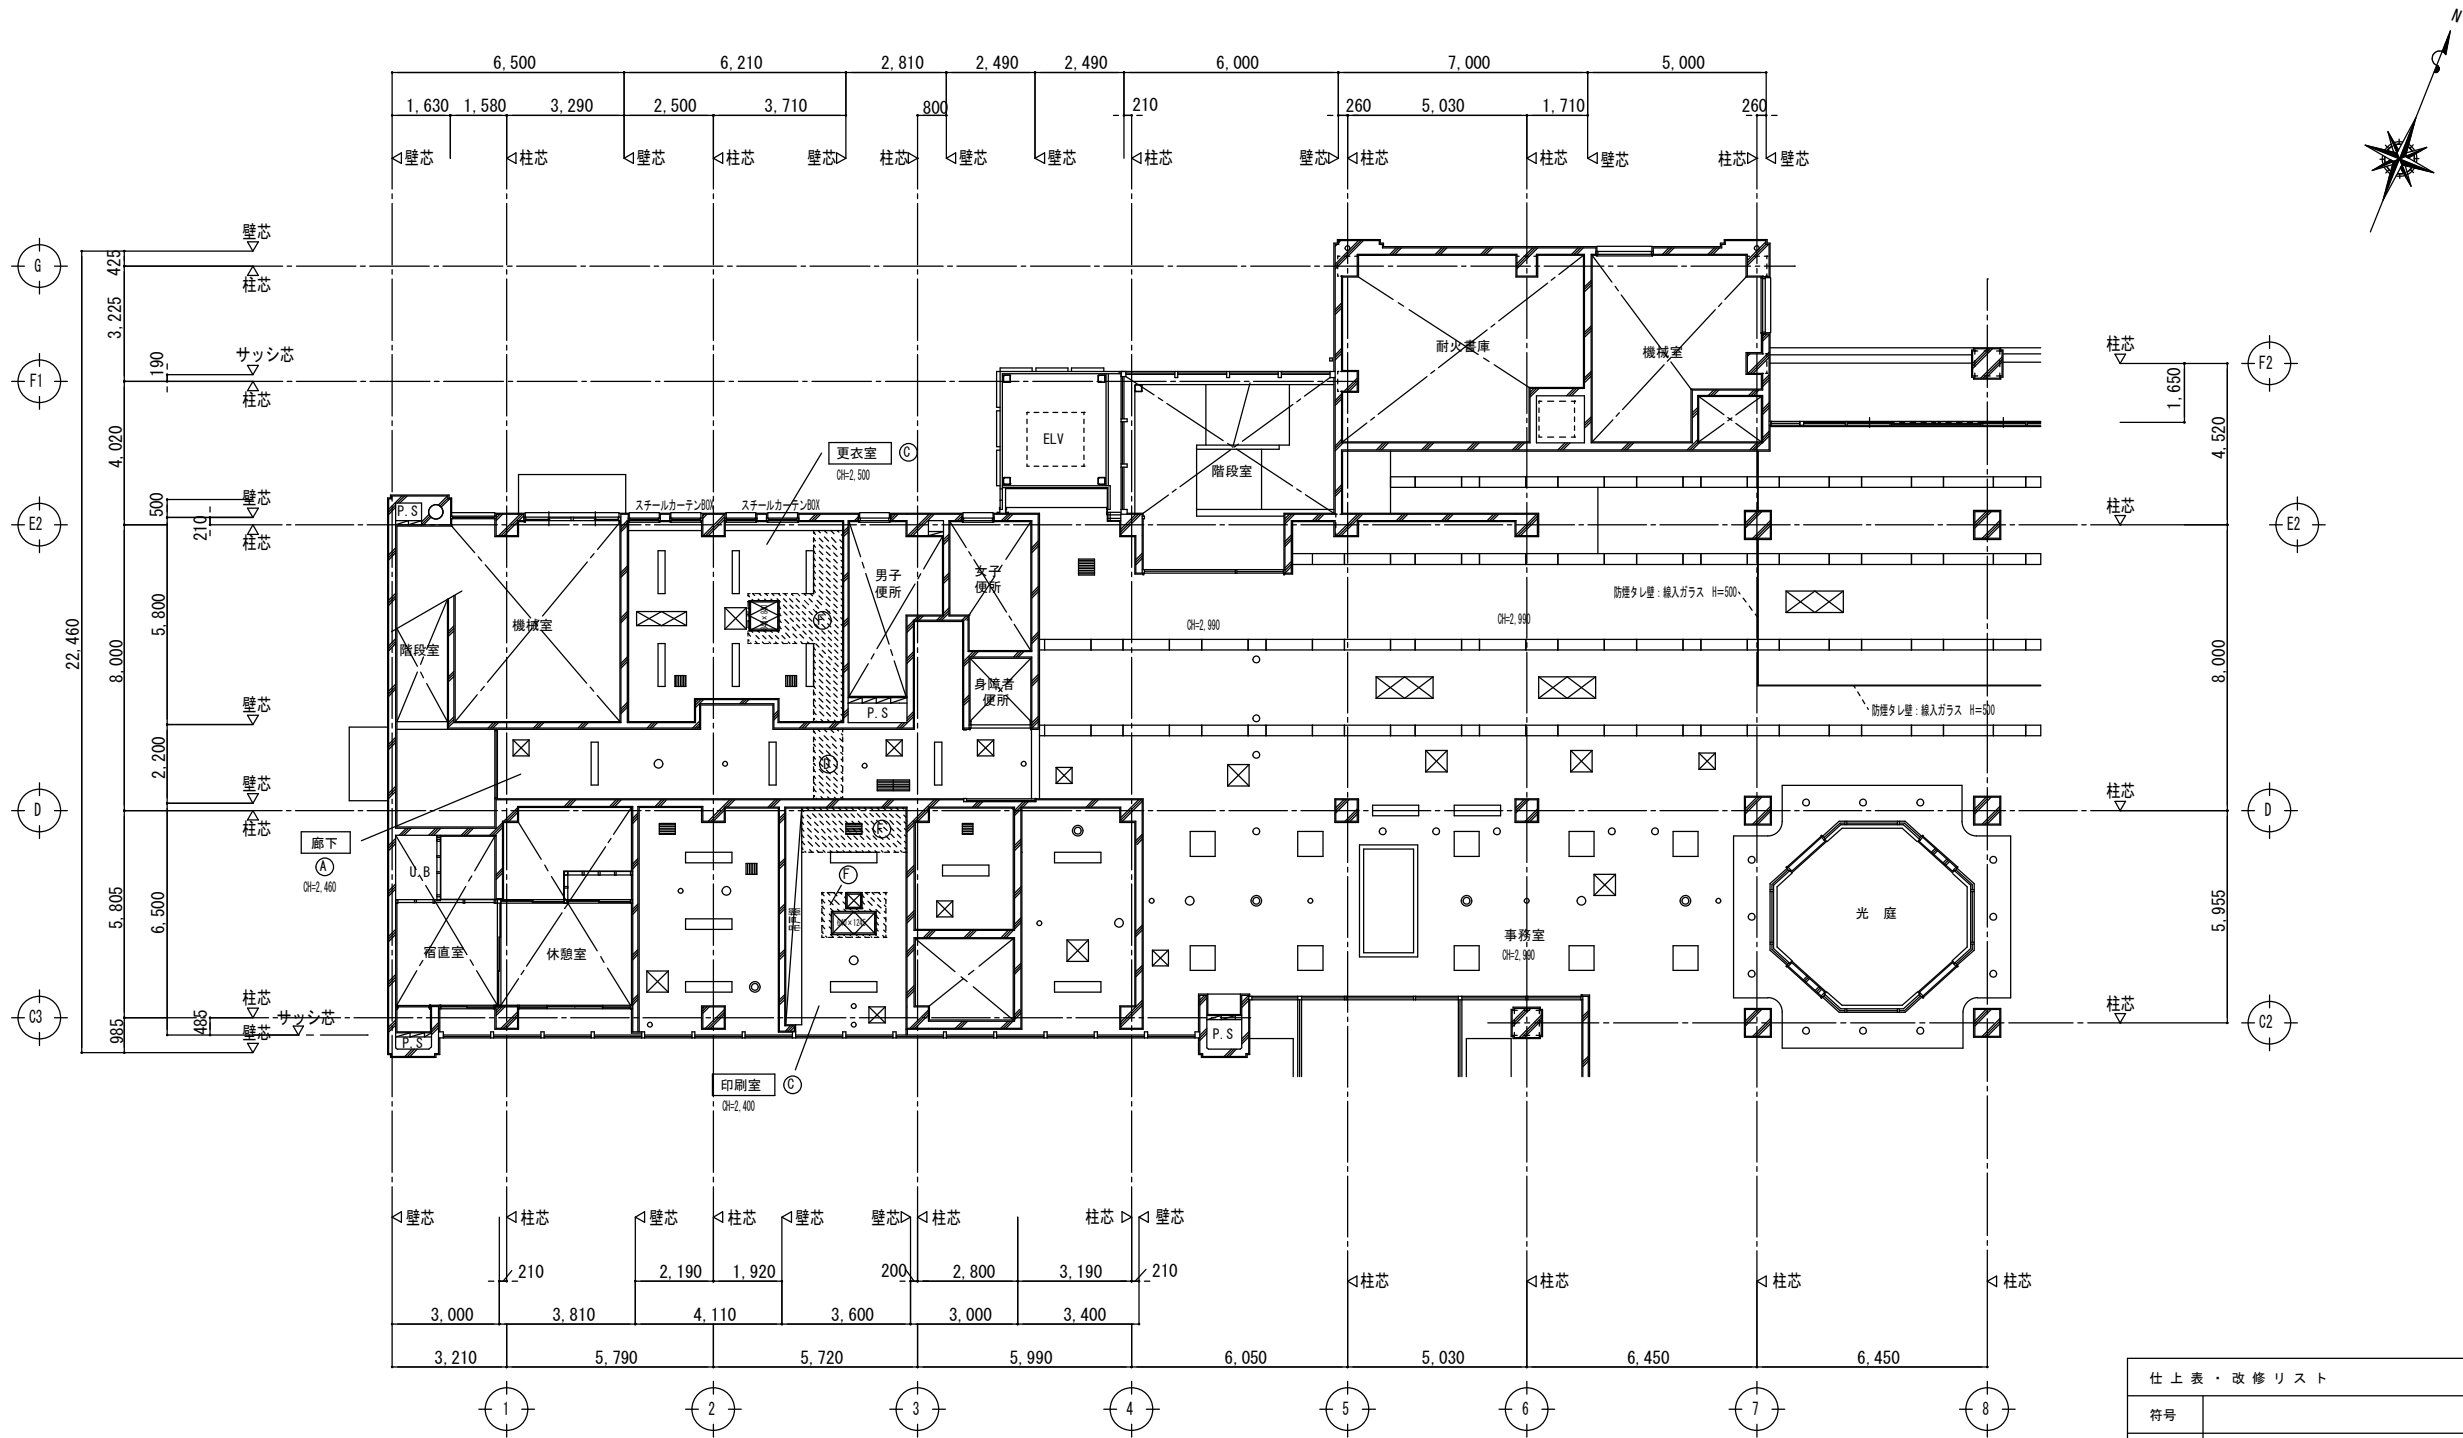 N
6,500 6,210 2,810 2,490 2,490 6,000 7,000 5,000
1,630 1,580 3,290 2,500 3,710 800 210 260 5,030 1,710 260
壁芯 柱芯 壁芯 柱芯 壁芯 柱芯 壁芯 壁芯 柱芯 壁芯 柱芯 柱芯 壁芯 柱芯 壁芯
壁芯
G
425
柱芯
3,225
サッシ芯
190
F1
柱芯
4,020
壁芯
500
E2
210
柱芯
5,800
22,460
8,000
壁芯
2,200
壁芯
D
柱芯
5,805
6,500
柱芯
C3
サッシ芯
485
985
壁芯
耐火書庫
機械室
ELV
階段室
更衣室 C
CH=2,500
スチールカーテンBOX
スチールカーテンBOX
P.S
男子
便所
女子
便所
機械室
階段室
F
身障者
便所
P.S
CH=2,990
CH=2,990
防煙タレ壁:線入ガラス H=500
防煙タレ壁:線入ガラス H=500
廊下
A
CH=2,460
U.B
F
F
宿直室
休憩室
事務室
CH=2,990
光 庭
P.S
P.S
印刷室 C
CH=2,400
柱芯
F2
1,650
4,520
柱芯
E2
8,000
柱芯
D
5,955
柱芯
C2
壁芯 柱芯 壁芯 柱芯 壁芯 壁芯 柱芯 柱芯 壁芯
210 2,190 1,920 200 2,800 3,190 210 柱芯 柱芯 柱芯 柱芯
3,000 3,810 4,110 3,600 3,000 3,400
3,210 5,790 5,720 5,990 6,050 5,030 6,450 6,450
1 2 3 4 5 6 7 8
仕上表・改修リスト
符号